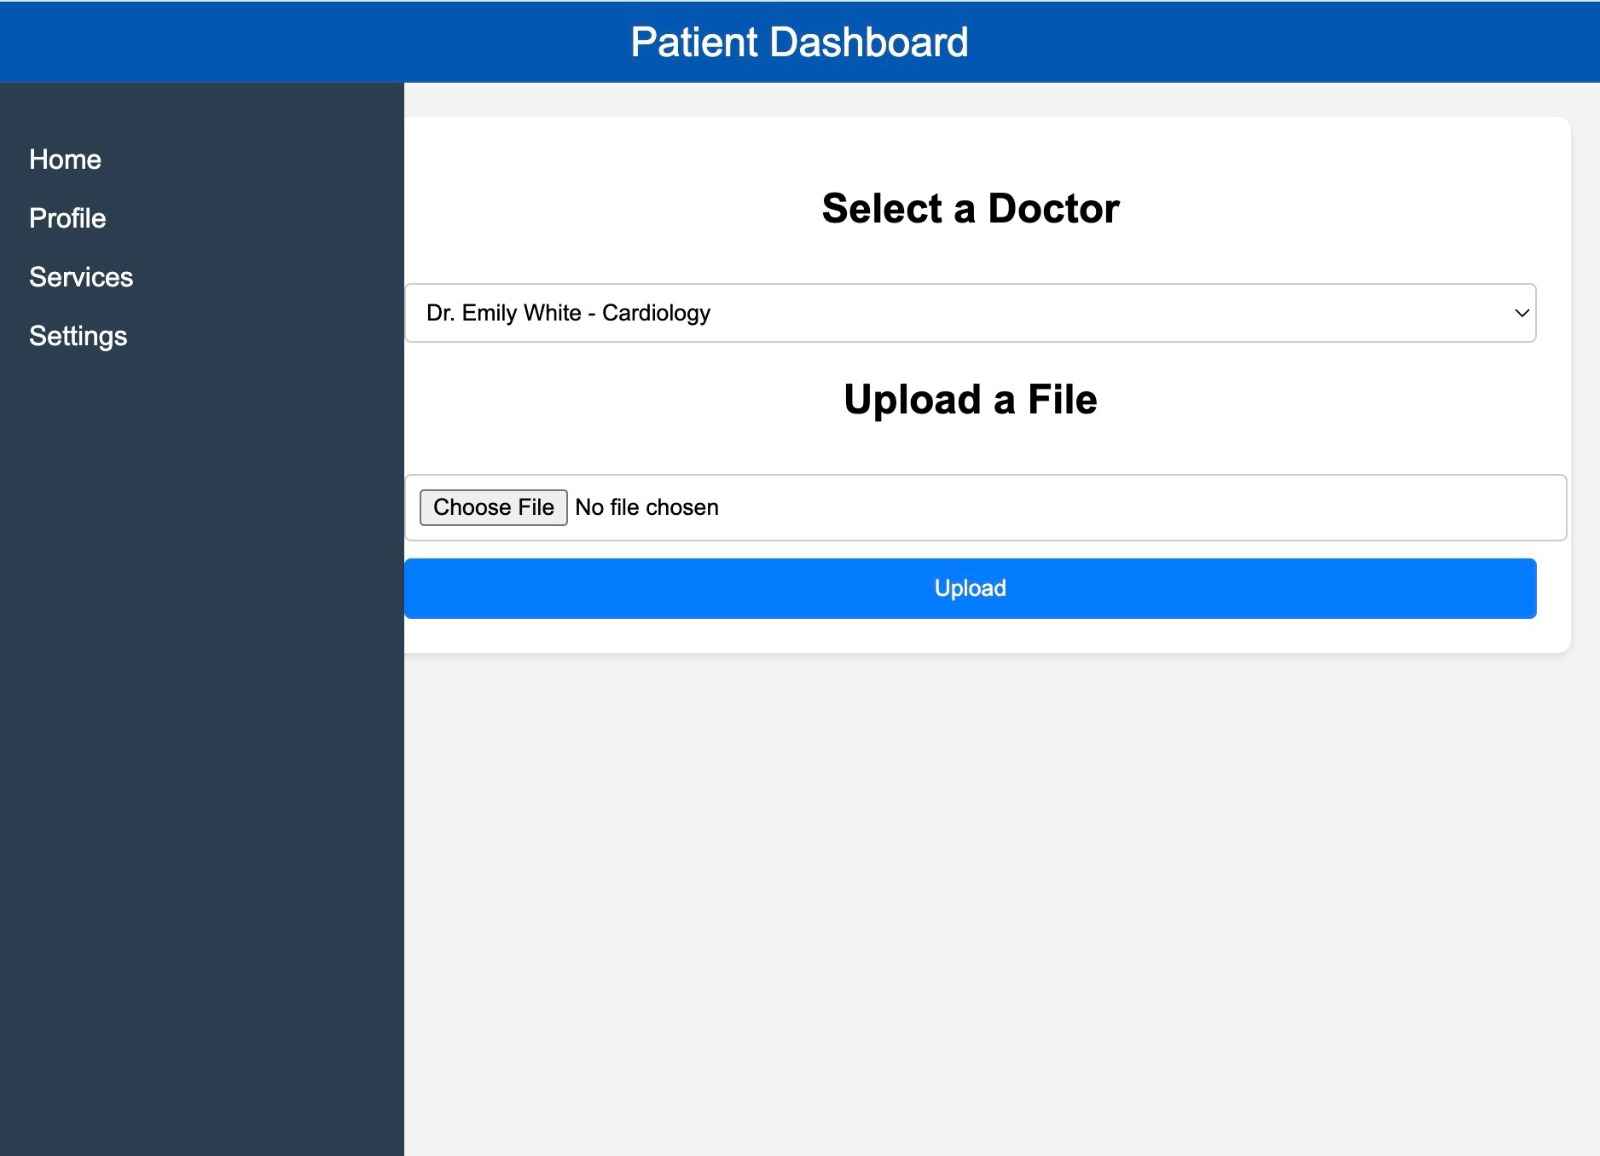 Patient Dashboard
Home
Profile
Services
Settings
Select a Doctor
Dr. Emily White - Cardiology
Upload a File
Choose File No file chosen
Upload